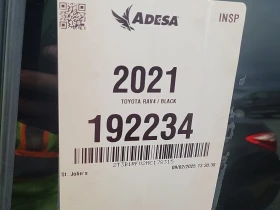 ADESA
INSP
2021
TOYOTA RAV4 / BLACK
192234
St. John's